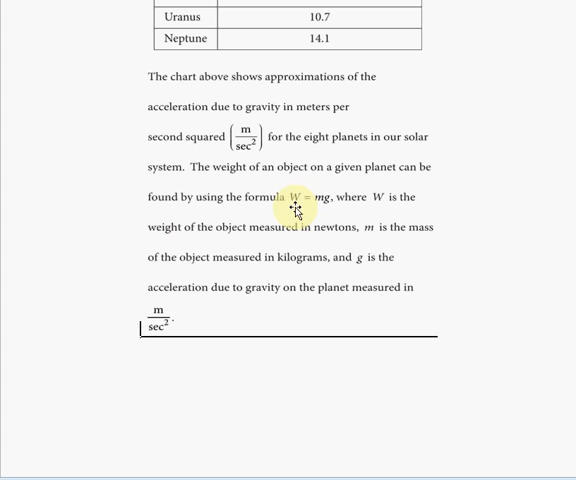 Uranus 10.7
Neptune 14.1
The chart above shows approximations of the
acceleration due to gravity in meters per
second squared (m/sec²) for the eight planets in our solar
system. The weight of an object on a given planet can be
found by using the formula W = mg, where W is the
weight of the object measured in newtons, m is the mass
of the object measured in kilograms, and g is the
acceleration due to gravity on the planet measured in
m/sec².